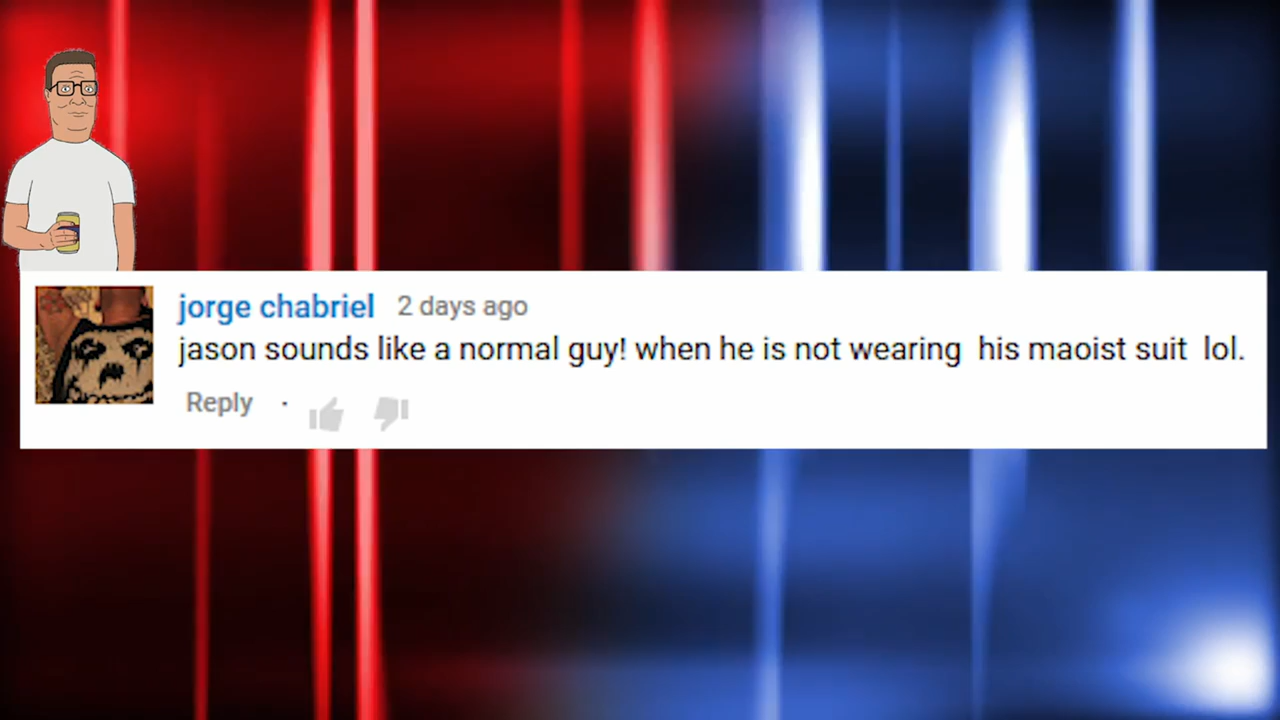 jorge chabriel 2 days ago
jason sounds like a normal guy! when he is not wearing  his maoist suit  lol.
Reply ·